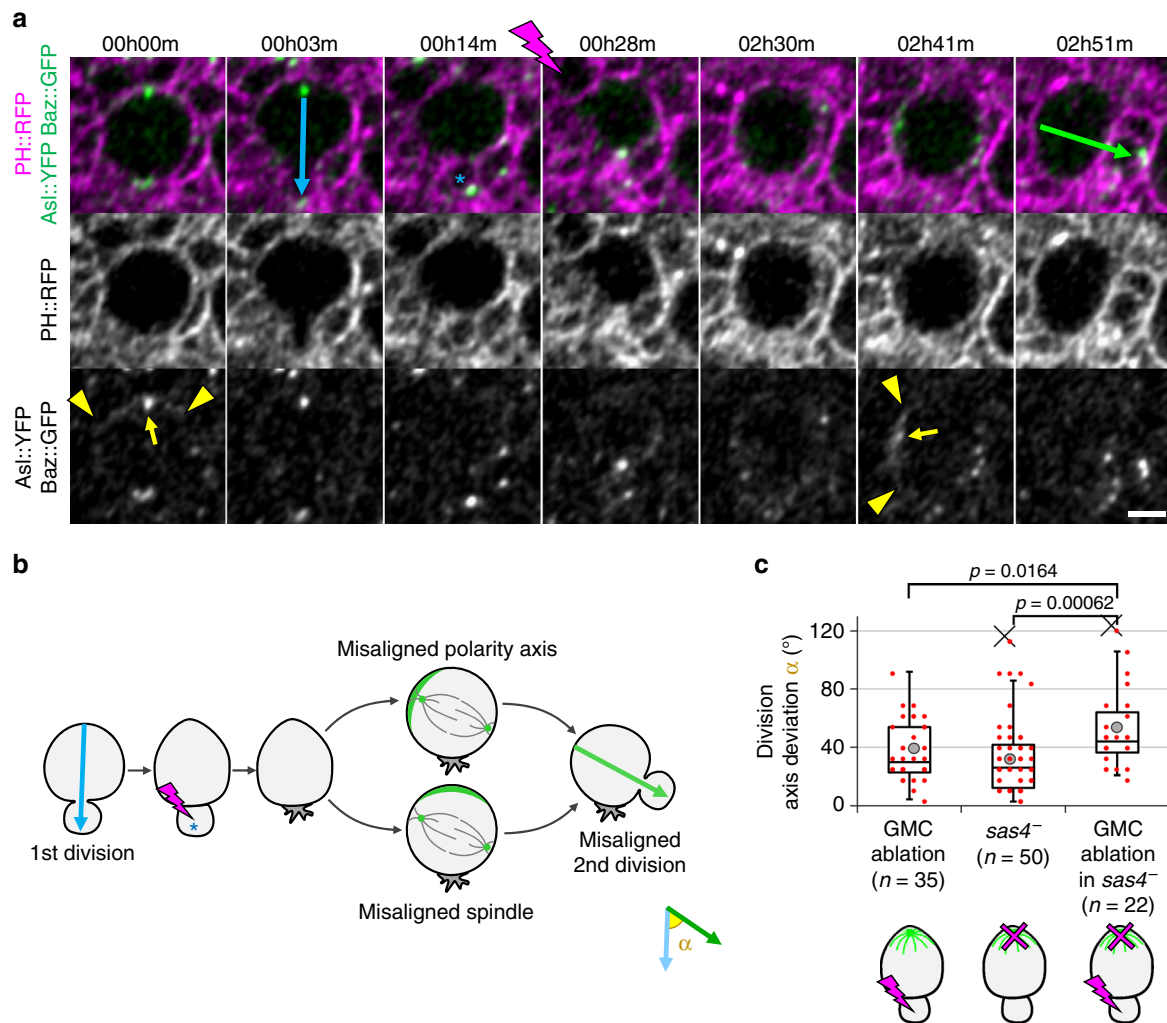 a
00h00m 00h03m 00h14m 00h28m 02h30m 02h41m 02h51m
PH::RFP
Asl::YFP Baz::GFP
*
PH::RFP
Asl::YFP
Baz::GFP
b
Misaligned polarity axis
*
1st division
Misaligned
2nd division
Misaligned spindle
α
c
p = 0.0164
p = 0.00062
Division
axis deviation α (°)
120
80
40
0
GMC
ablation
(n = 35)
sas4⁻
(n = 50)
GMC
ablation
in sas4⁻
(n = 22)